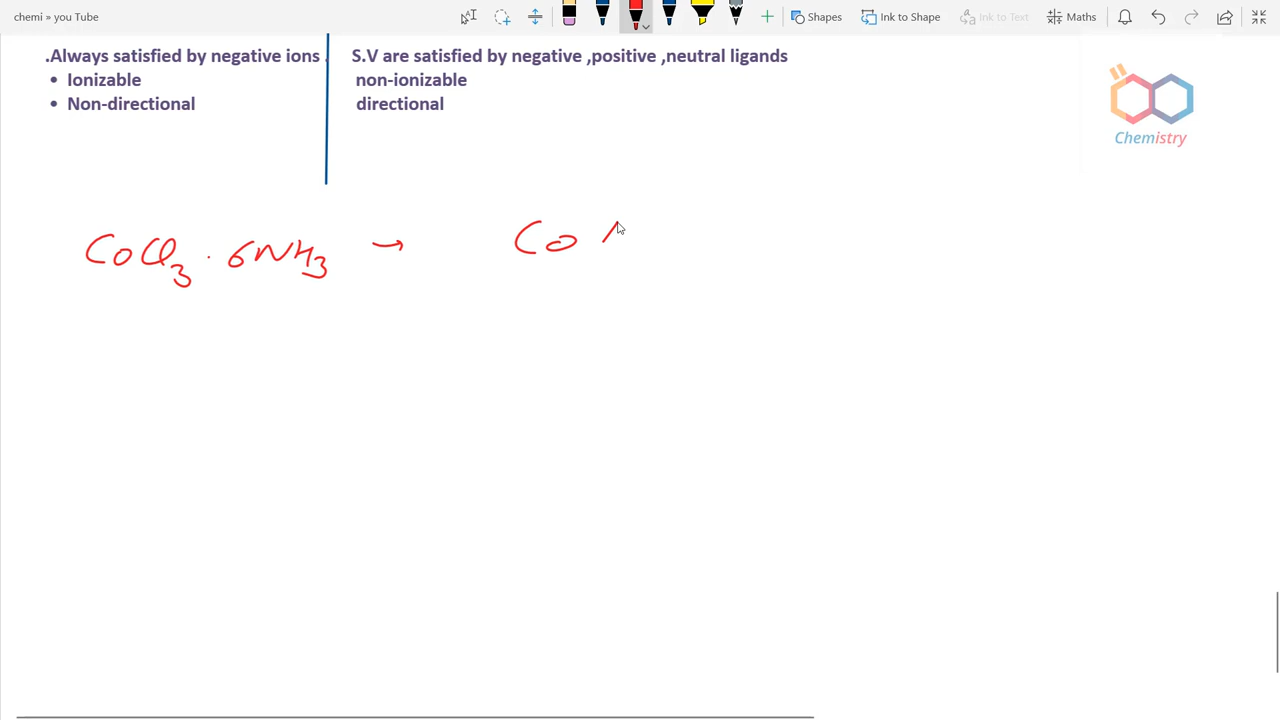 chemi » you Tube
Shapes
Ink to Shape
Ink to Text
Maths
.Always satisfied by negative ions .
• Ionizable
• Non-directional
S.V are satisfied by negative ,positive ,neutral ligands
non-ionizable
directional
Chemistry
CoCl3 . 6NH3 → Co